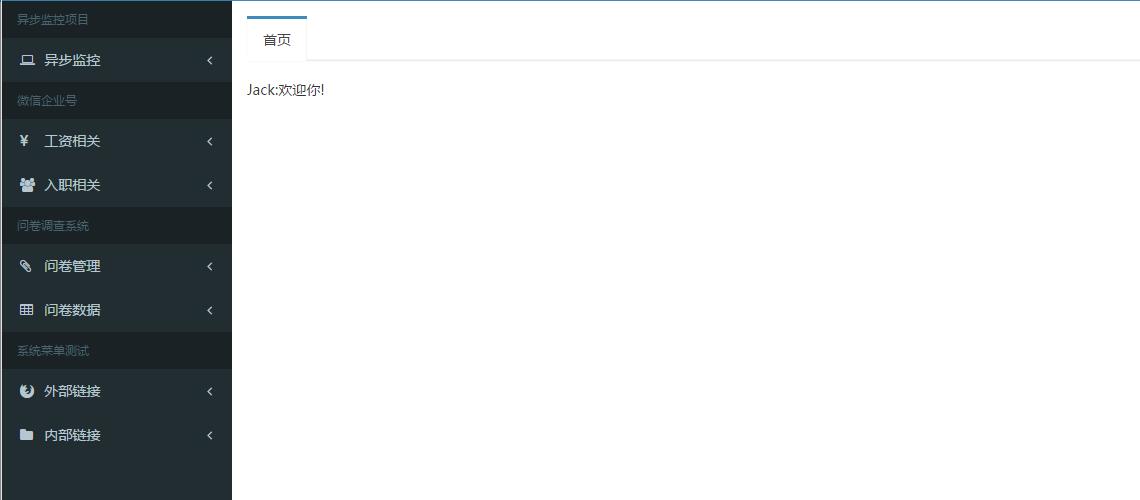 异步监控项目
异步监控
微信企业号
¥ 工资相关
入职相关
问卷调查系统
问卷管理
问卷数据
系统菜单测试
外部链接
内部链接
首页
Jack:欢迎你!